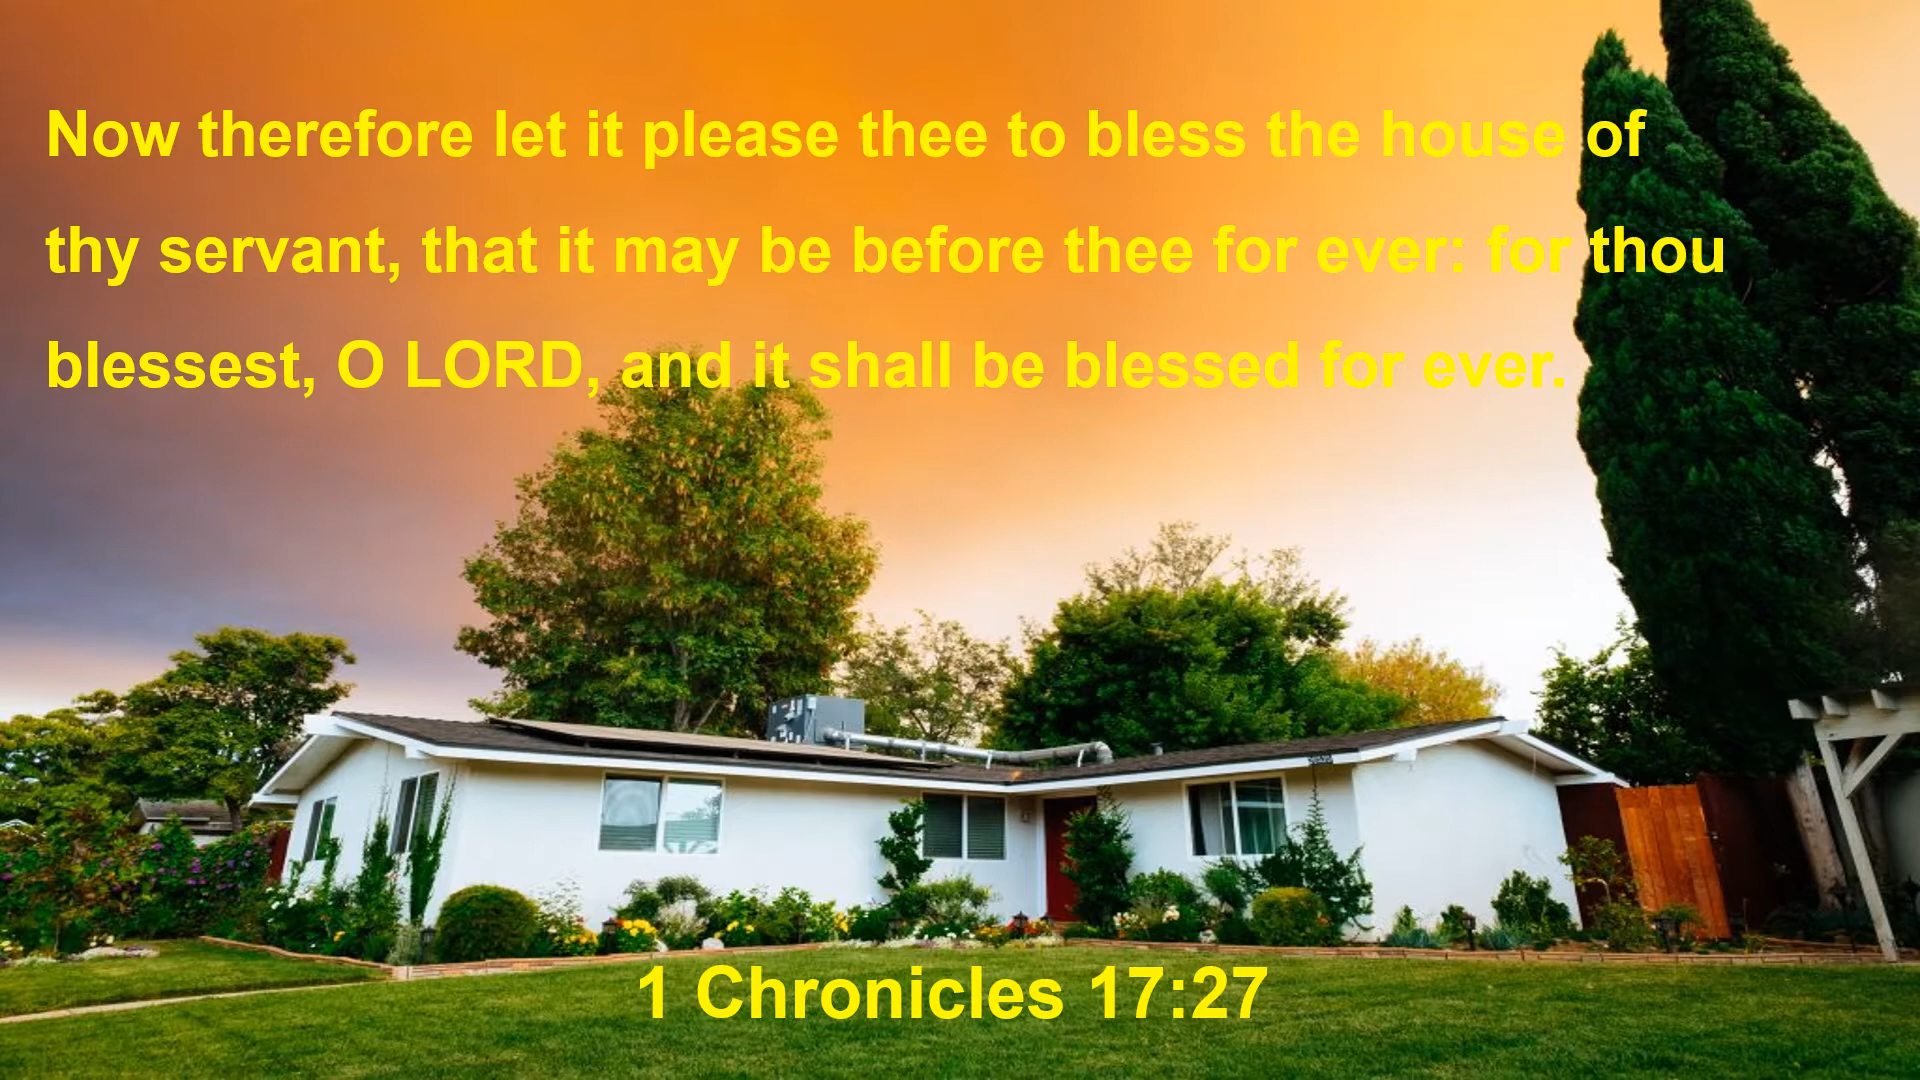 Now therefore let it please thee to bless the house of
thy servant, that it may be before thee for ever: for thou
blessest, O LORD, and it shall be blessed for ever.
1 Chronicles 17:27